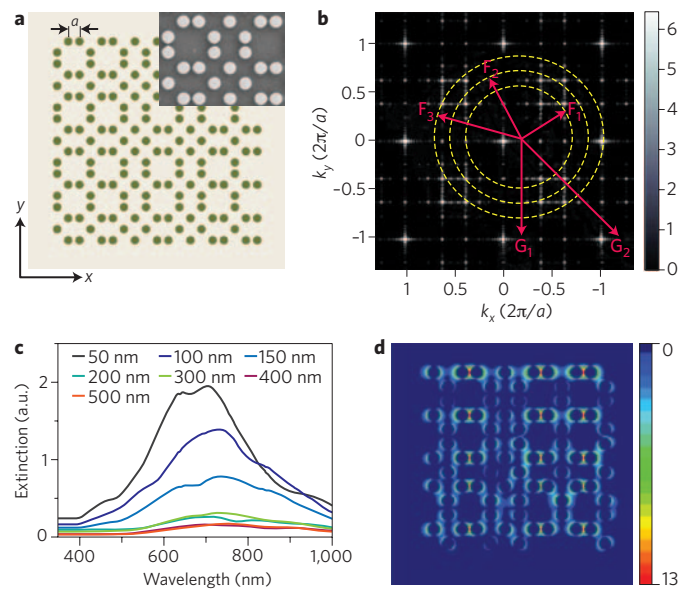 a
a
y
x
b
1
0.5
0
-0.5
-1
k_y (2π/a)
F₁
F₂
F₃
G₁
G₂
1
0.5
0
-0.5
-1
k_x (2π/a)
6
5
4
3
2
1
0
c
50 nm 100 nm 150 nm
200 nm 300 nm 400 nm
500 nm
2
1
0
Extinction (a.u.)
400 600 800 1,000
Wavelength (nm)
d
0
13